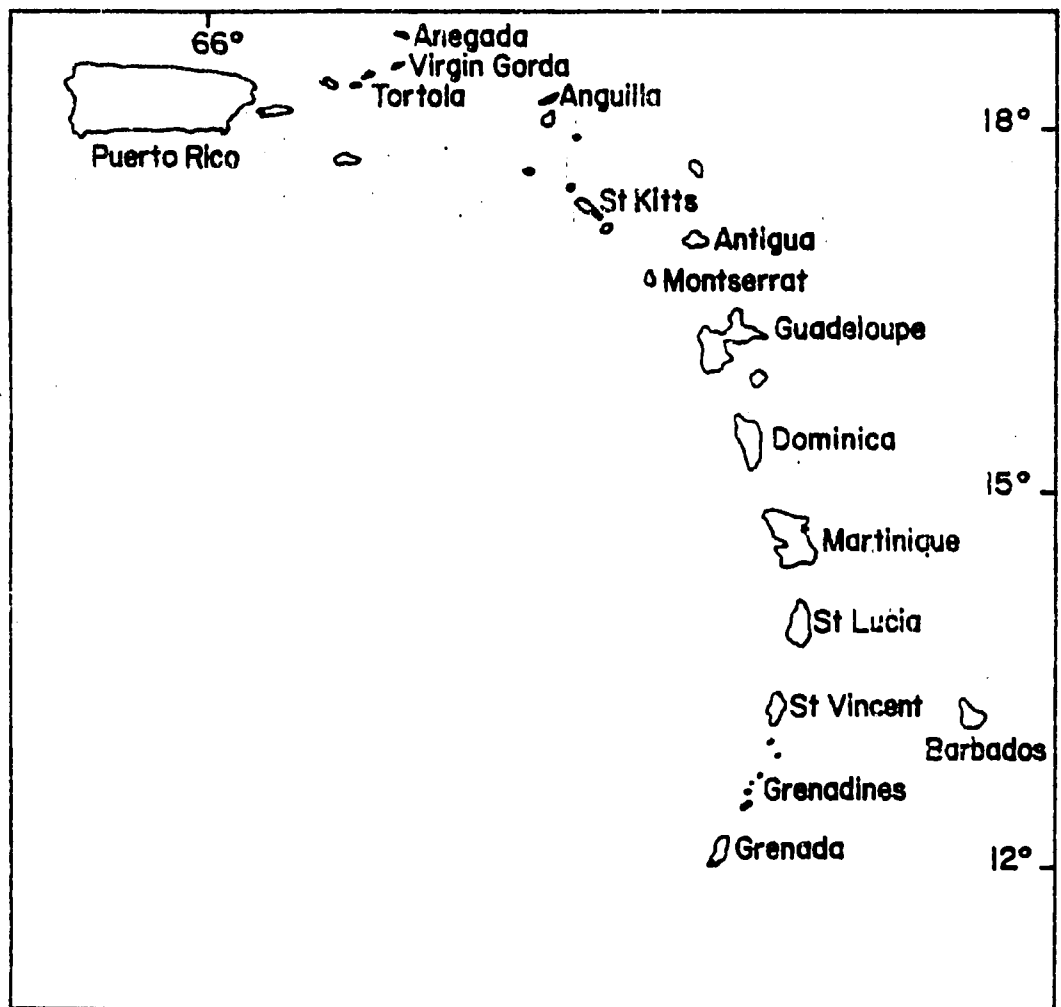 66°
Anegada
Virgin Gorda
Tortola
Anguilla
18°
Puerto Rico
St Kitts
Antigua
Montserrat
Guadeloupe
Dominica
15°
Martinique
St Lucia
St Vincent
Barbados
Grenadines
Grenada
12°